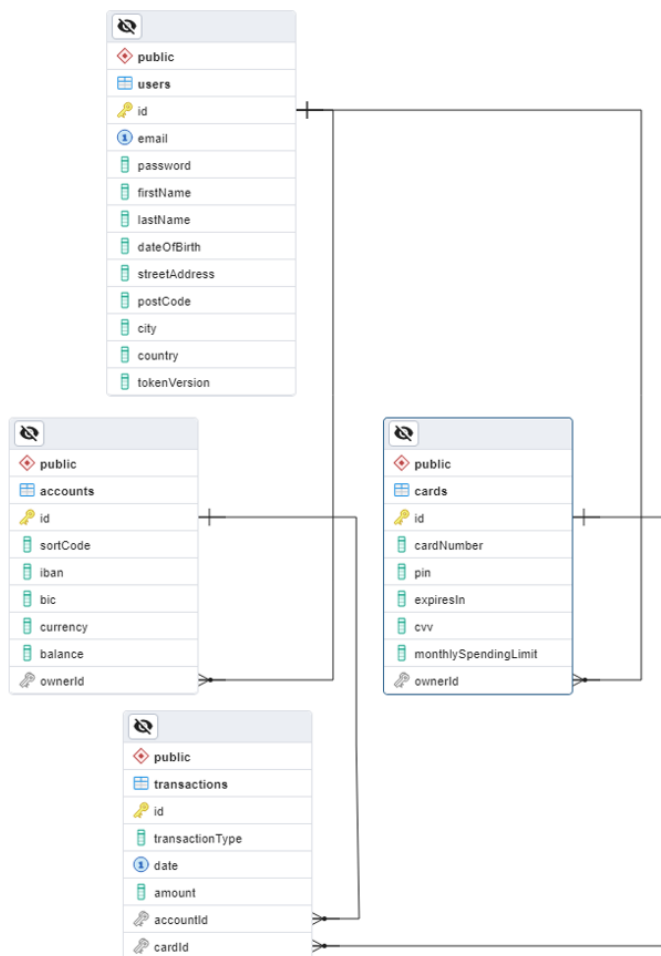 public
users
id
email
password
firstName
lastName
dateOfBirth
streetAddress
postCode
city
country
tokenVersion
public
accounts
id
sortCode
iban
bic
currency
balance
ownerId
public
cards
id
cardNumber
pin
expiresIn
cvv
monthlySpendingLimit
ownerId
public
transactions
id
transactionType
1 date
amount
accountId
cardId